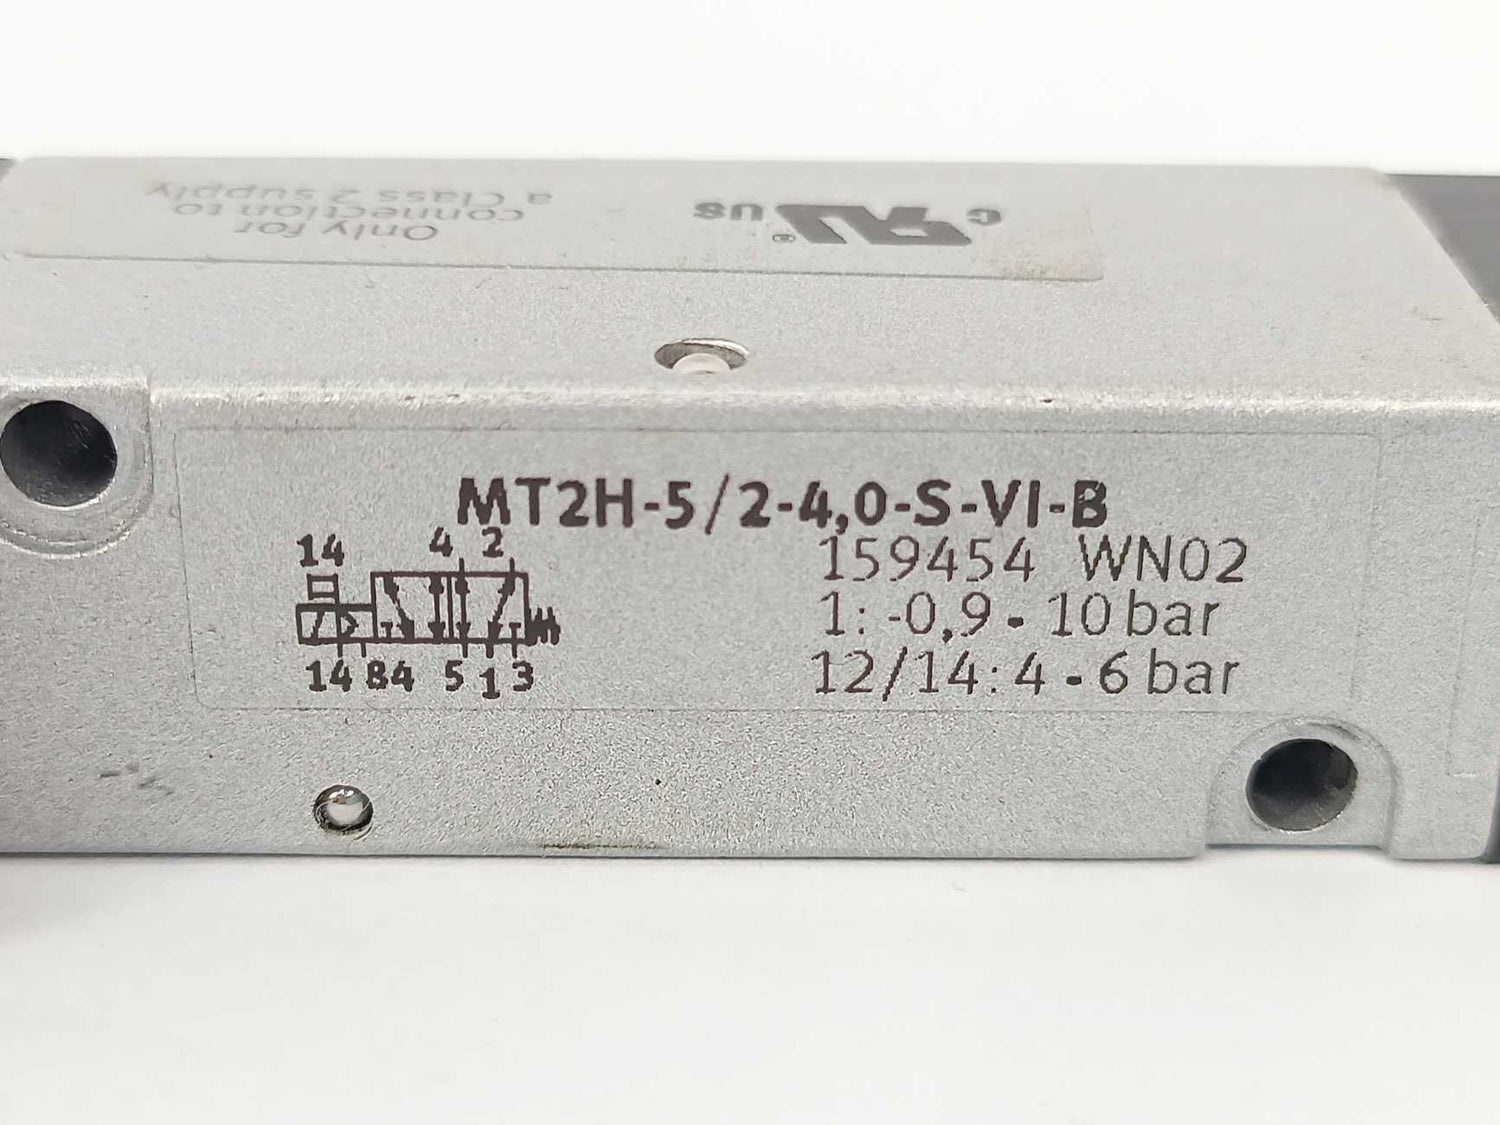 Only for
connection to
a Class 2 supply
c RU® us
MT2H-5/2-4,0-S-VI-B
159454 WN02
1: -0,9 - 10 bar
12/14: 4 - 6 bar
14 4 2
14 84 5 1 3